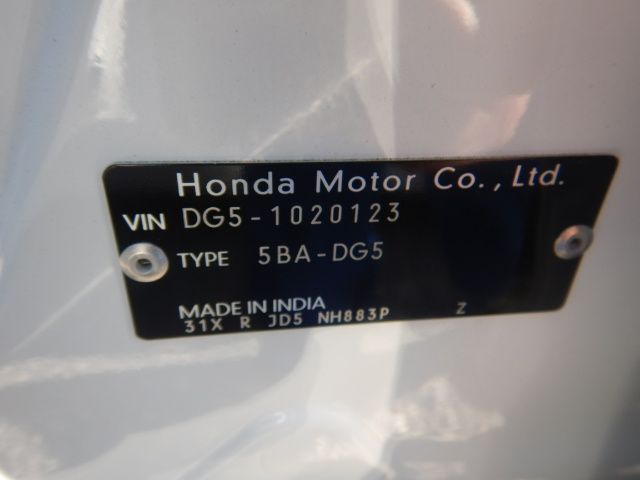 Honda Motor Co., Ltd.
VIN DG5-1020123
TYPE 5BA-DG5
MADE IN INDIA
31X R JD5 NH883P Z